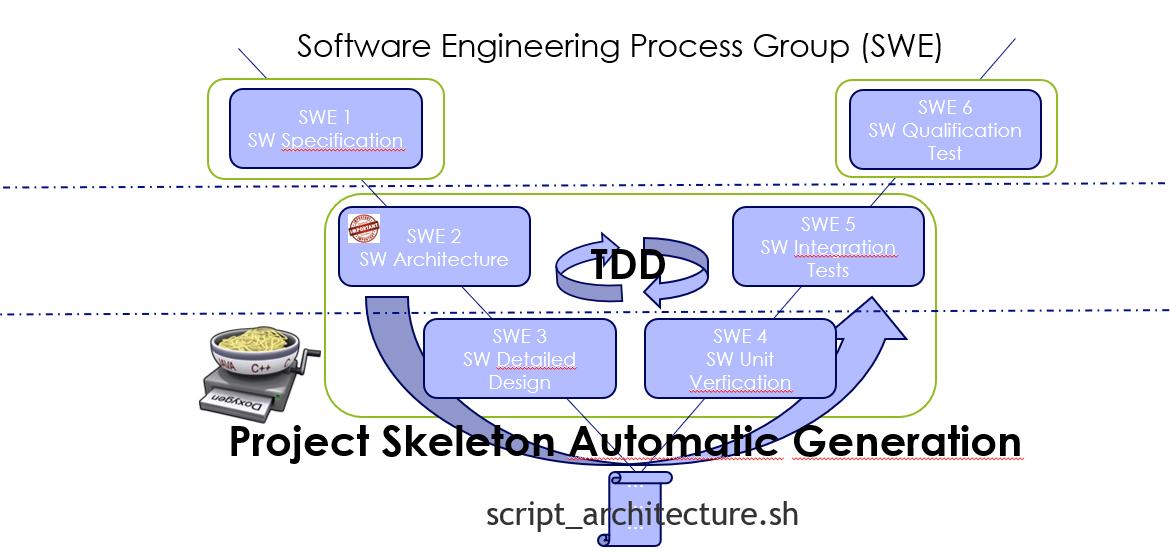 Software Engineering Process Group (SWE)
SWE 1
SW Specification
SWE 6
SW Qualification
Test
IMPORTANT
SWE 2
SW Architecture
TDD
SWE 5
SW Integration
Tests
SWE 3
SW Detailed
Design
SWE 4
SW Unit
Verfication
JAVA C++ C
Doxygen
Project Skeleton Automatic Generation
...
script_architecture.sh
...